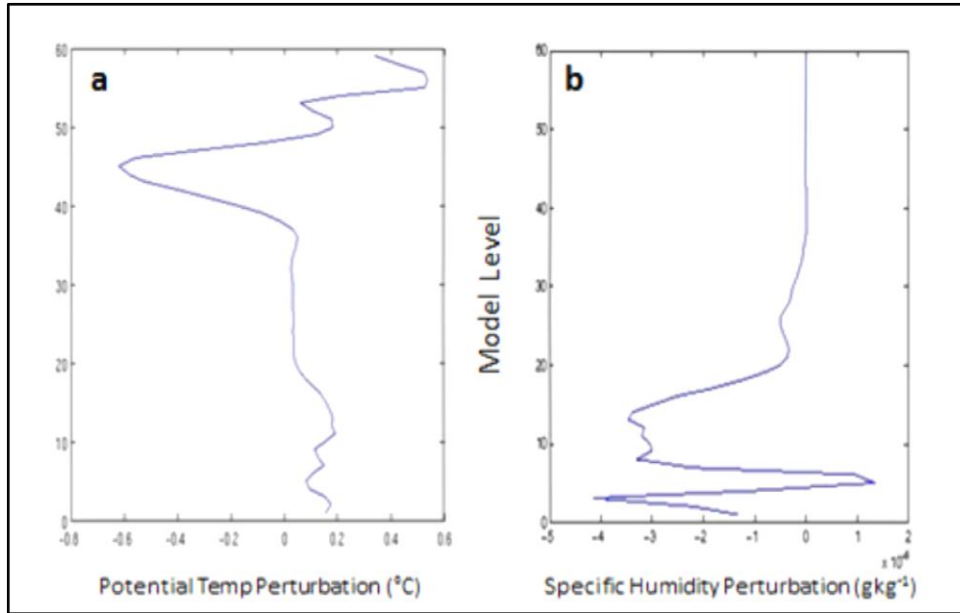 a
60
50
40
30
20
10
0
-0.8 -0.6 -0.4 -0.2 0 0.2 0.4 0.6
Potential Temp Perturbation (⁰C)
Model Level
b
60
50
40
30
20
10
0
-5 -4 -3 -2 -1 0 1 2
Specific Humidity Perturbation (gkg⁻¹)